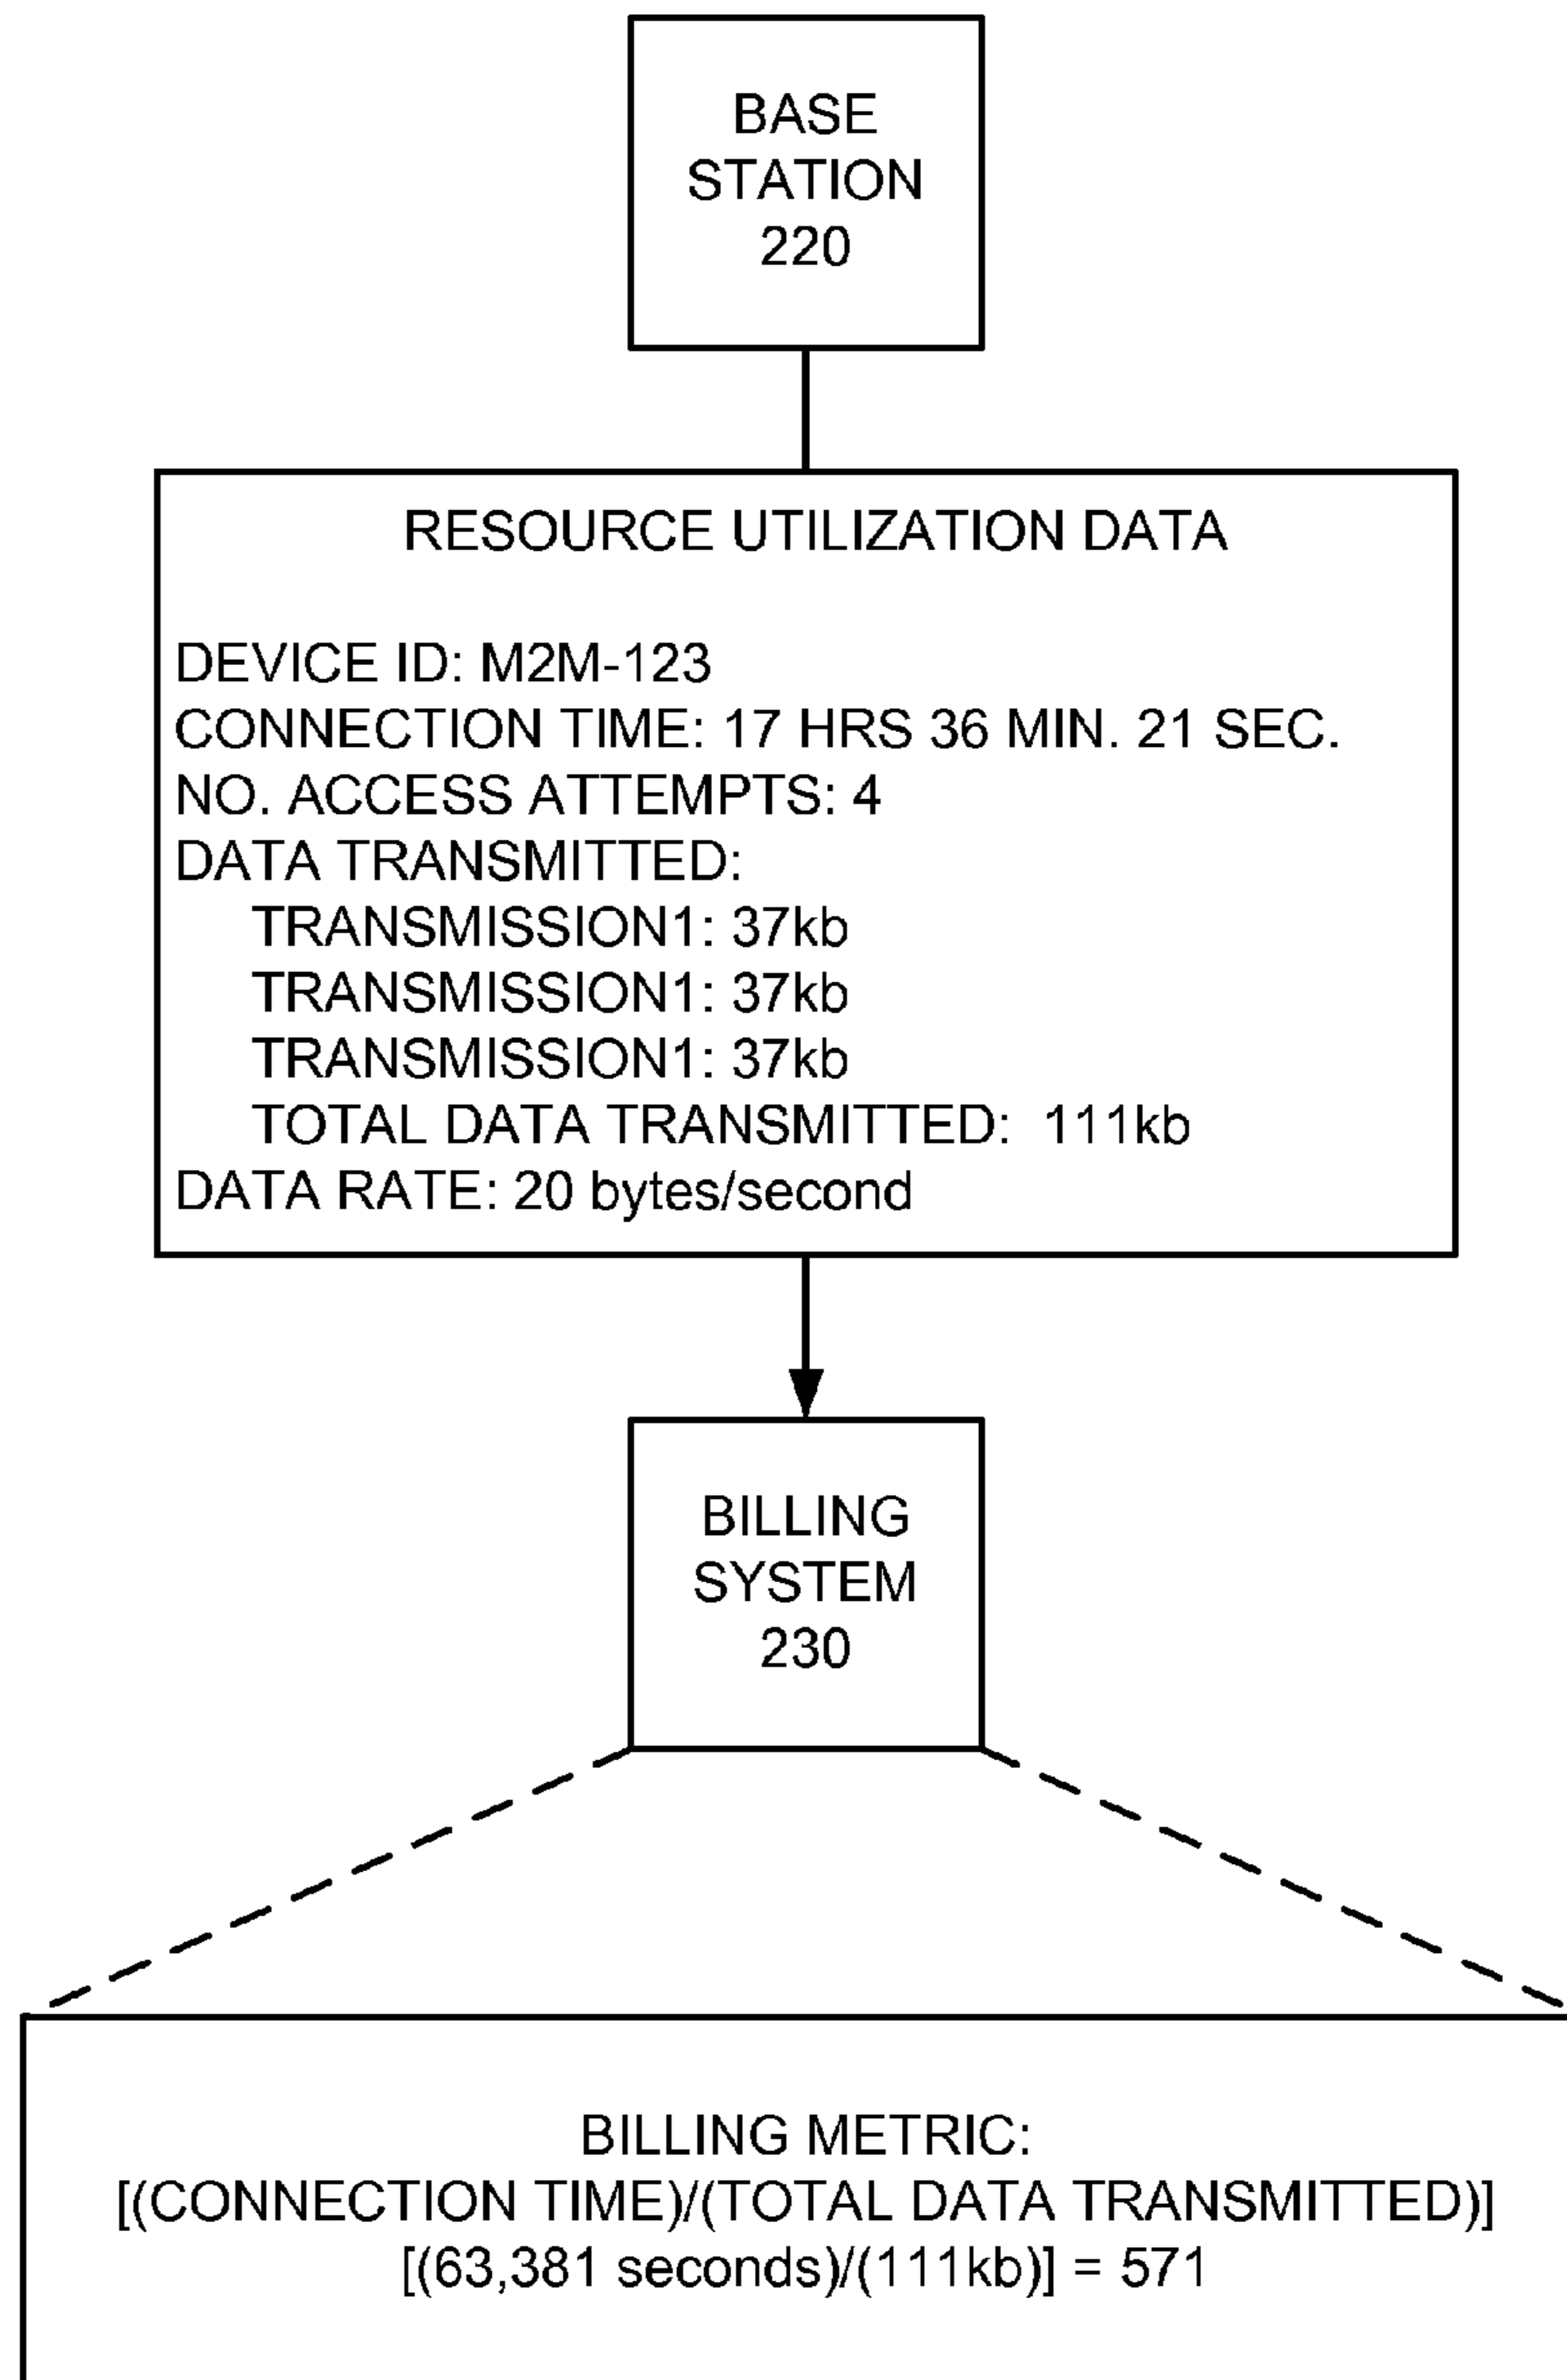 BASE
STATION
220
RESOURCE UTILIZATION DATA
DEVICE ID: M2M-123
CONNECTION TIME: 17 HRS 36 MIN. 21 SEC.
NO. ACCESS ATTEMPTS: 4
DATA TRANSMITTED:
TRANSMISSION1: 37kb
TRANSMISSION1: 37kb
TRANSMISSION1: 37kb
TOTAL DATA TRANSMITTED: 111kb
DATA RATE: 20 bytes/second
BILLING
SYSTEM
230
BILLING METRIC:
[(CONNECTION TIME)/(TOTAL DATA TRANSMITTED)]
[(63,381 seconds)/(111kb)] = 571